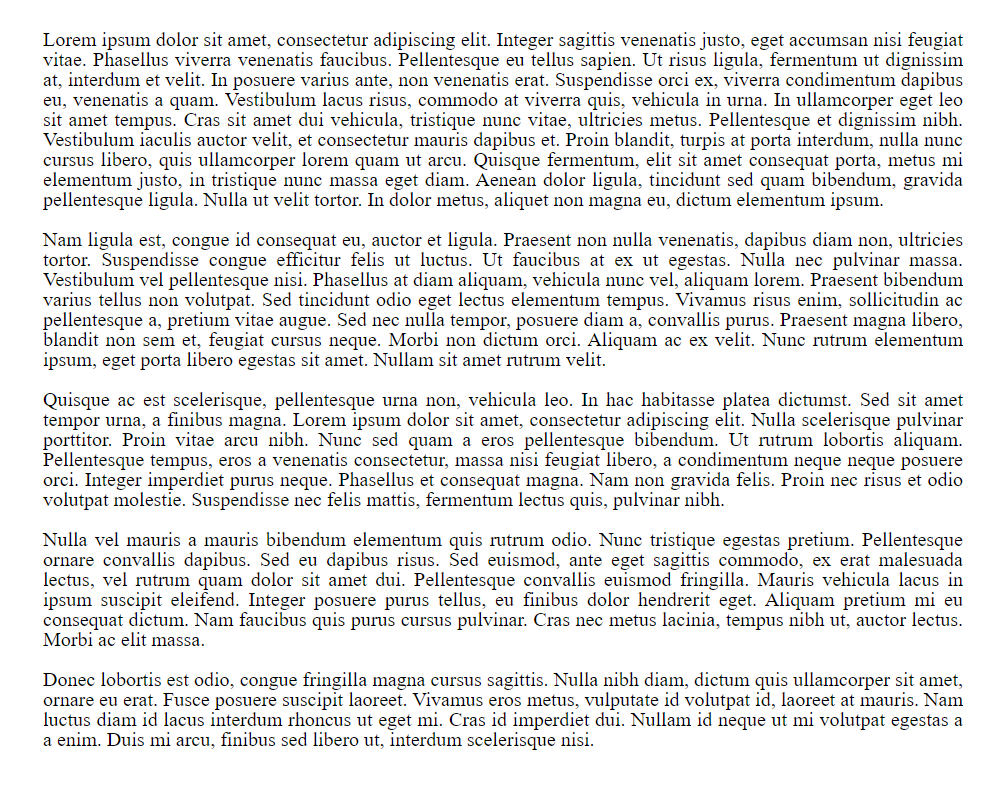 Lorem ipsum dolor sit amet, consectetur adipiscing elit. Integer sagittis venenatis justo, eget accumsan nisi feugiat
vitae. Phasellus viverra venenatis faucibus. Pellentesque eu tellus sapien. Ut risus ligula, fermentum ut dignissim
at, interdum et velit. In posuere varius ante, non venenatis erat. Suspendisse orci ex, viverra condimentum dapibus
eu, venenatis a quam. Vestibulum lacus risus, commodo at viverra quis, vehicula in urna. In ullamcorper eget leo
sit amet tempus. Cras sit amet dui vehicula, tristique nunc vitae, ultricies metus. Pellentesque et dignissim nibh.
Vestibulum iaculis auctor velit, et consectetur mauris dapibus et. Proin blandit, turpis at porta interdum, nulla nunc
cursus libero, quis ullamcorper lorem quam ut arcu. Quisque fermentum, elit sit amet consequat porta, metus mi
elementum justo, in tristique nunc massa eget diam. Aenean dolor ligula, tincidunt sed quam bibendum, gravida
pellentesque ligula. Nulla ut velit tortor. In dolor metus, aliquet non magna eu, dictum elementum ipsum.

Nam ligula est, congue id consequat eu, auctor et ligula. Praesent non nulla venenatis, dapibus diam non, ultricies
tortor. Suspendisse congue efficitur felis ut luctus. Ut faucibus at ex ut egestas. Nulla nec pulvinar massa.
Vestibulum vel pellentesque nisi. Phasellus at diam aliquam, vehicula nunc vel, aliquam lorem. Praesent bibendum
varius tellus non volutpat. Sed tincidunt odio eget lectus elementum tempus. Vivamus risus enim, sollicitudin ac
pellentesque a, pretium vitae augue. Sed nec nulla tempor, posuere diam a, convallis purus. Praesent magna libero,
blandit non sem et, feugiat cursus neque. Morbi non dictum orci. Aliquam ac ex velit. Nunc rutrum elementum
ipsum, eget porta libero egestas sit amet. Nullam sit amet rutrum velit.

Quisque ac est scelerisque, pellentesque urna non, vehicula leo. In hac habitasse platea dictumst. Sed sit amet
tempor urna, a finibus magna. Lorem ipsum dolor sit amet, consectetur adipiscing elit. Nulla scelerisque pulvinar
porttitor. Proin vitae arcu nibh. Nunc sed quam a eros pellentesque bibendum. Ut rutrum lobortis aliquam.
Pellentesque tempus, eros a venenatis consectetur, massa nisi feugiat libero, a condimentum neque neque posuere
orci. Integer imperdiet purus neque. Phasellus et consequat magna. Nam non gravida felis. Proin nec risus et odio
volutpat molestie. Suspendisse nec felis mattis, fermentum lectus quis, pulvinar nibh.

Nulla vel mauris a mauris bibendum elementum quis rutrum odio. Nunc tristique egestas pretium. Pellentesque
ornare convallis dapibus. Sed eu dapibus risus. Sed euismod, ante eget sagittis commodo, ex erat malesuada
lectus, vel rutrum quam dolor sit amet dui. Pellentesque convallis euismod fringilla. Mauris vehicula lacus in
ipsum suscipit eleifend. Integer posuere purus tellus, eu finibus dolor hendrerit eget. Aliquam pretium mi eu
consequat dictum. Nam faucibus quis purus cursus pulvinar. Cras nec metus lacinia, tempus nibh ut, auctor lectus.
Morbi ac elit massa.

Donec lobortis est odio, congue fringilla magna cursus sagittis. Nulla nibh diam, dictum quis ullamcorper sit amet,
ornare eu erat. Fusce posuere suscipit laoreet. Vivamus eros metus, vulputate id volutpat id, laoreet at mauris. Nam
luctus diam id lacus interdum rhoncus ut eget mi. Cras id imperdiet dui. Nullam id neque ut mi volutpat egestas a
a enim. Duis mi arcu, finibus sed libero ut, interdum scelerisque nisi.